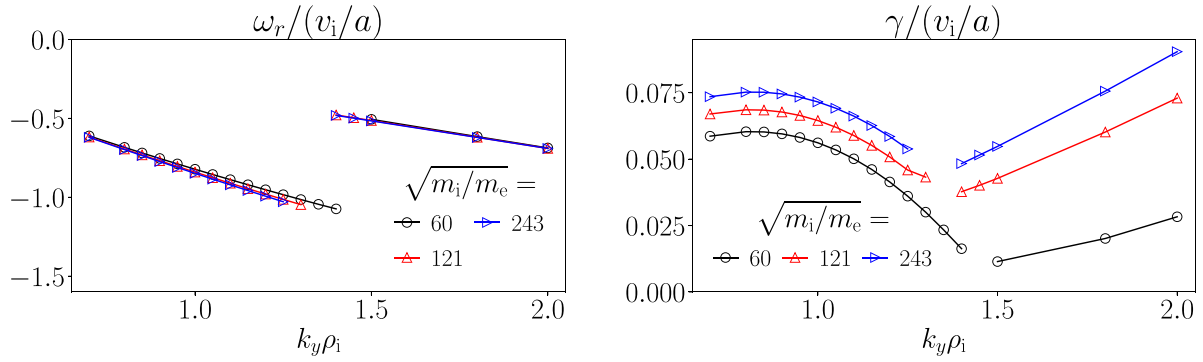 ω_r/(v_i/a)
0.0
−0.5
−1.0
−1.5
1.0 1.5 2.0
k_yρ_i
√m_i/m_e =
60 243
121
γ/(v_i/a)
0.075
0.050
0.025
0.000
1.0 1.5 2.0
k_yρ_i
√m_i/m_e =
60 121 243